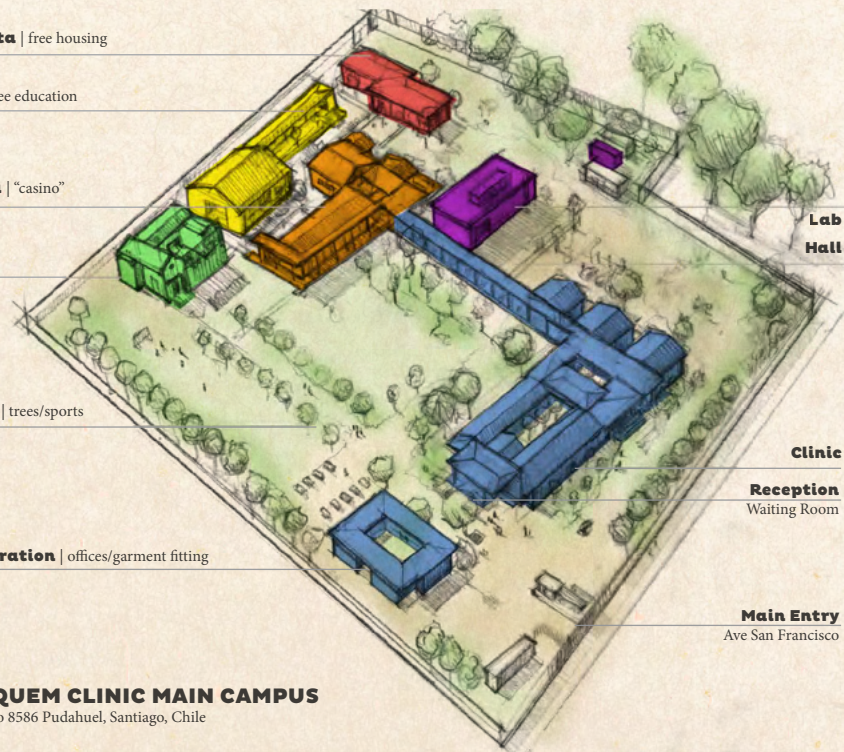 ta | free housing
ee education
| “casino”
Lab
Hall
| trees/sports
Clinic
Reception
Waiting Room
ration | offices/garment fitting
Main Entry
Ave San Francisco
QUEM CLINIC MAIN CAMPUS
o 8586 Pudahuel, Santiago, Chile